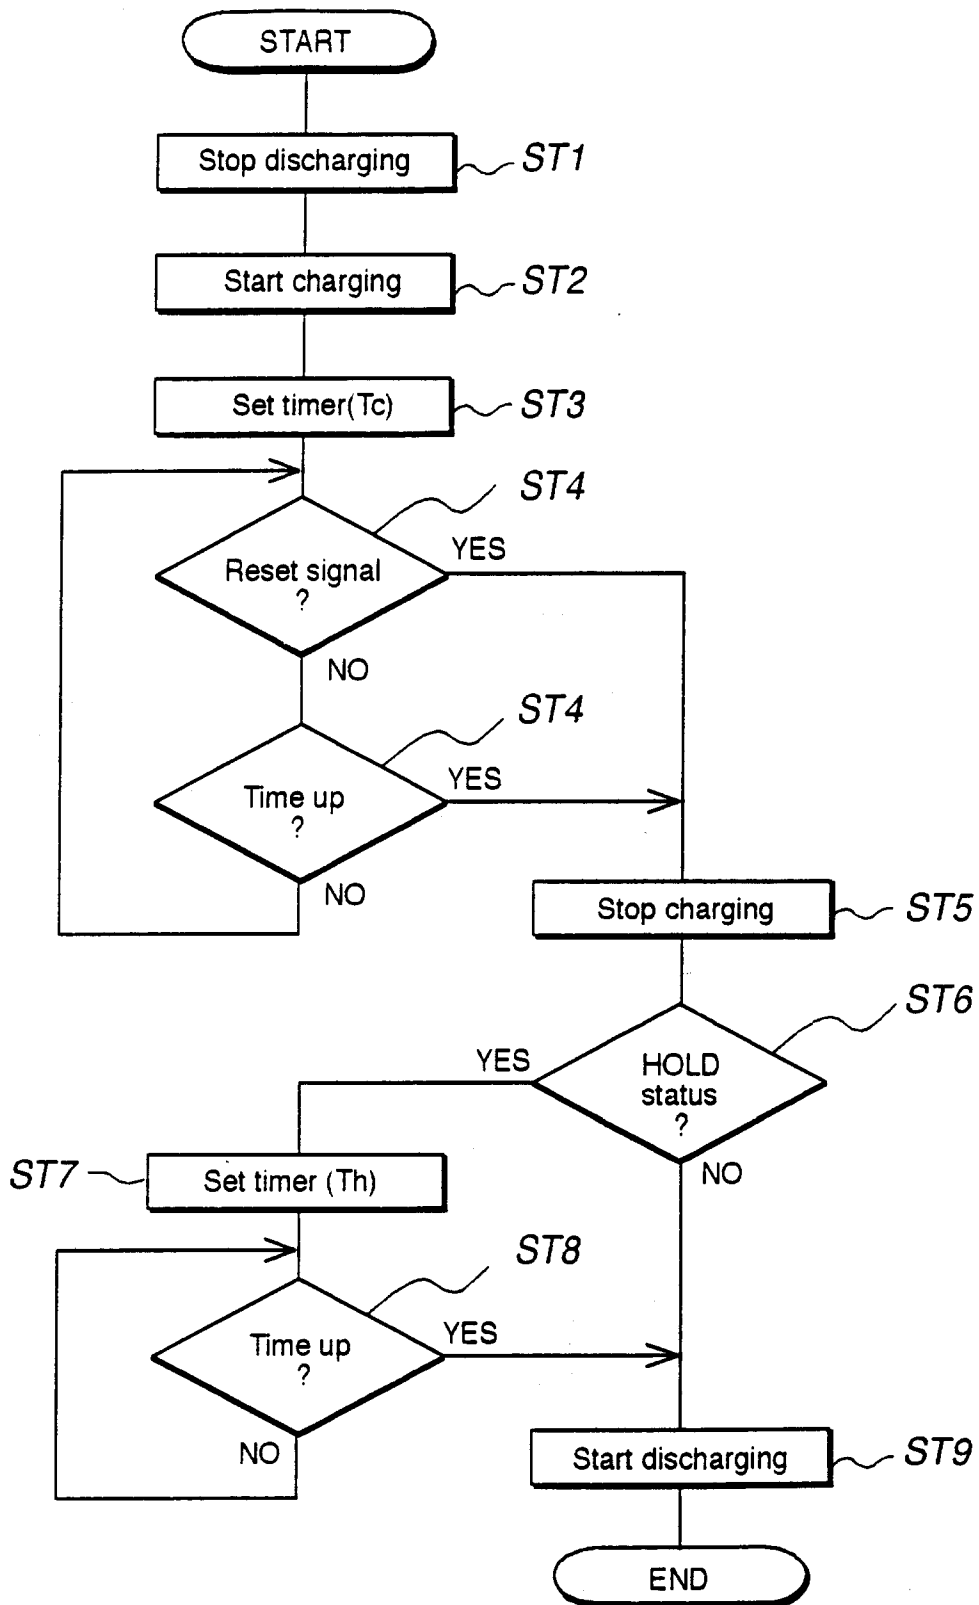 START
Stop discharging
ST1
Start charging
ST2
Set timer(Tc)
ST3
ST4
Reset signal
?
YES
NO
ST4
Time up
?
YES
NO
Stop charging
ST5
ST6
HOLD
status
?
YES
NO
ST7
Set timer (Th)
ST8
Time up
?
YES
NO
Start discharging
ST9
END